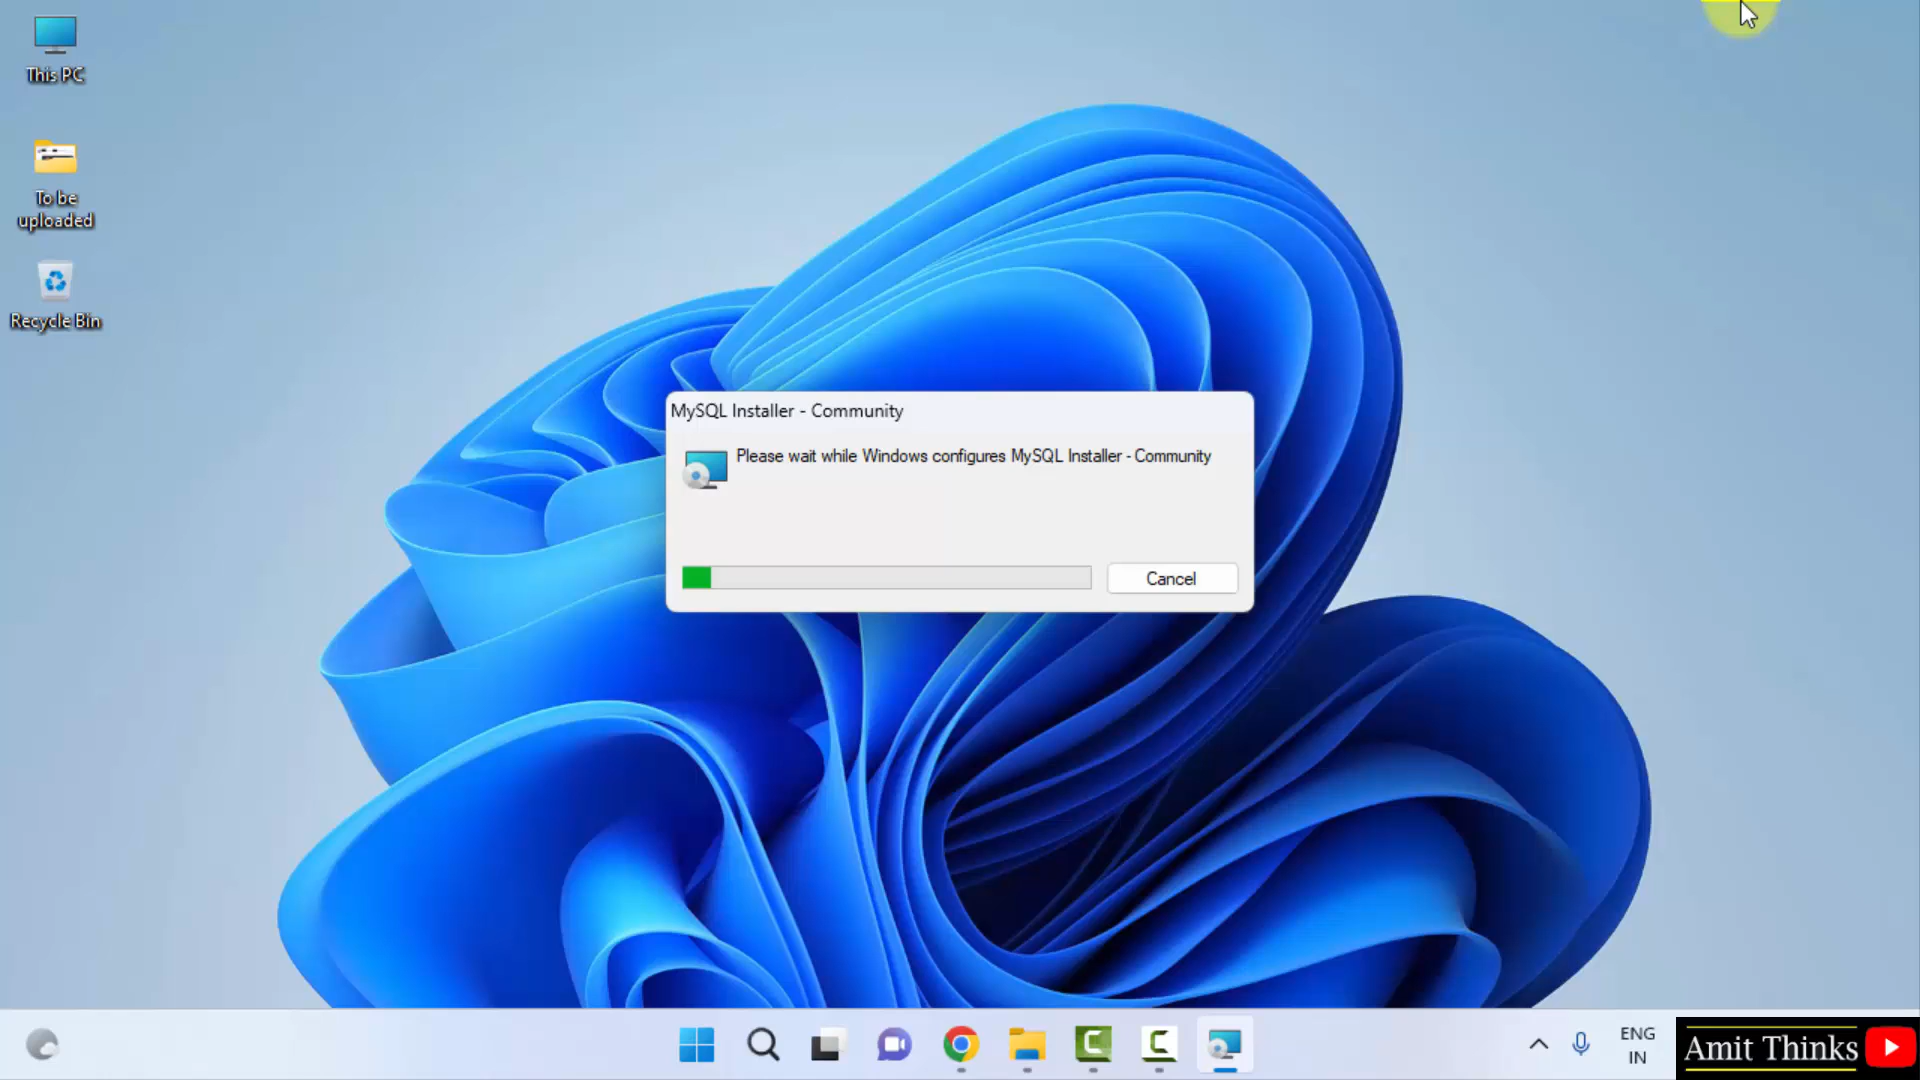 This PC
To be
uploaded
Recycle Bin
MySQL Installer - Community
Please wait while Windows configures MySQL Installer - Community
Cancel
ENG
IN
Amit Thinks